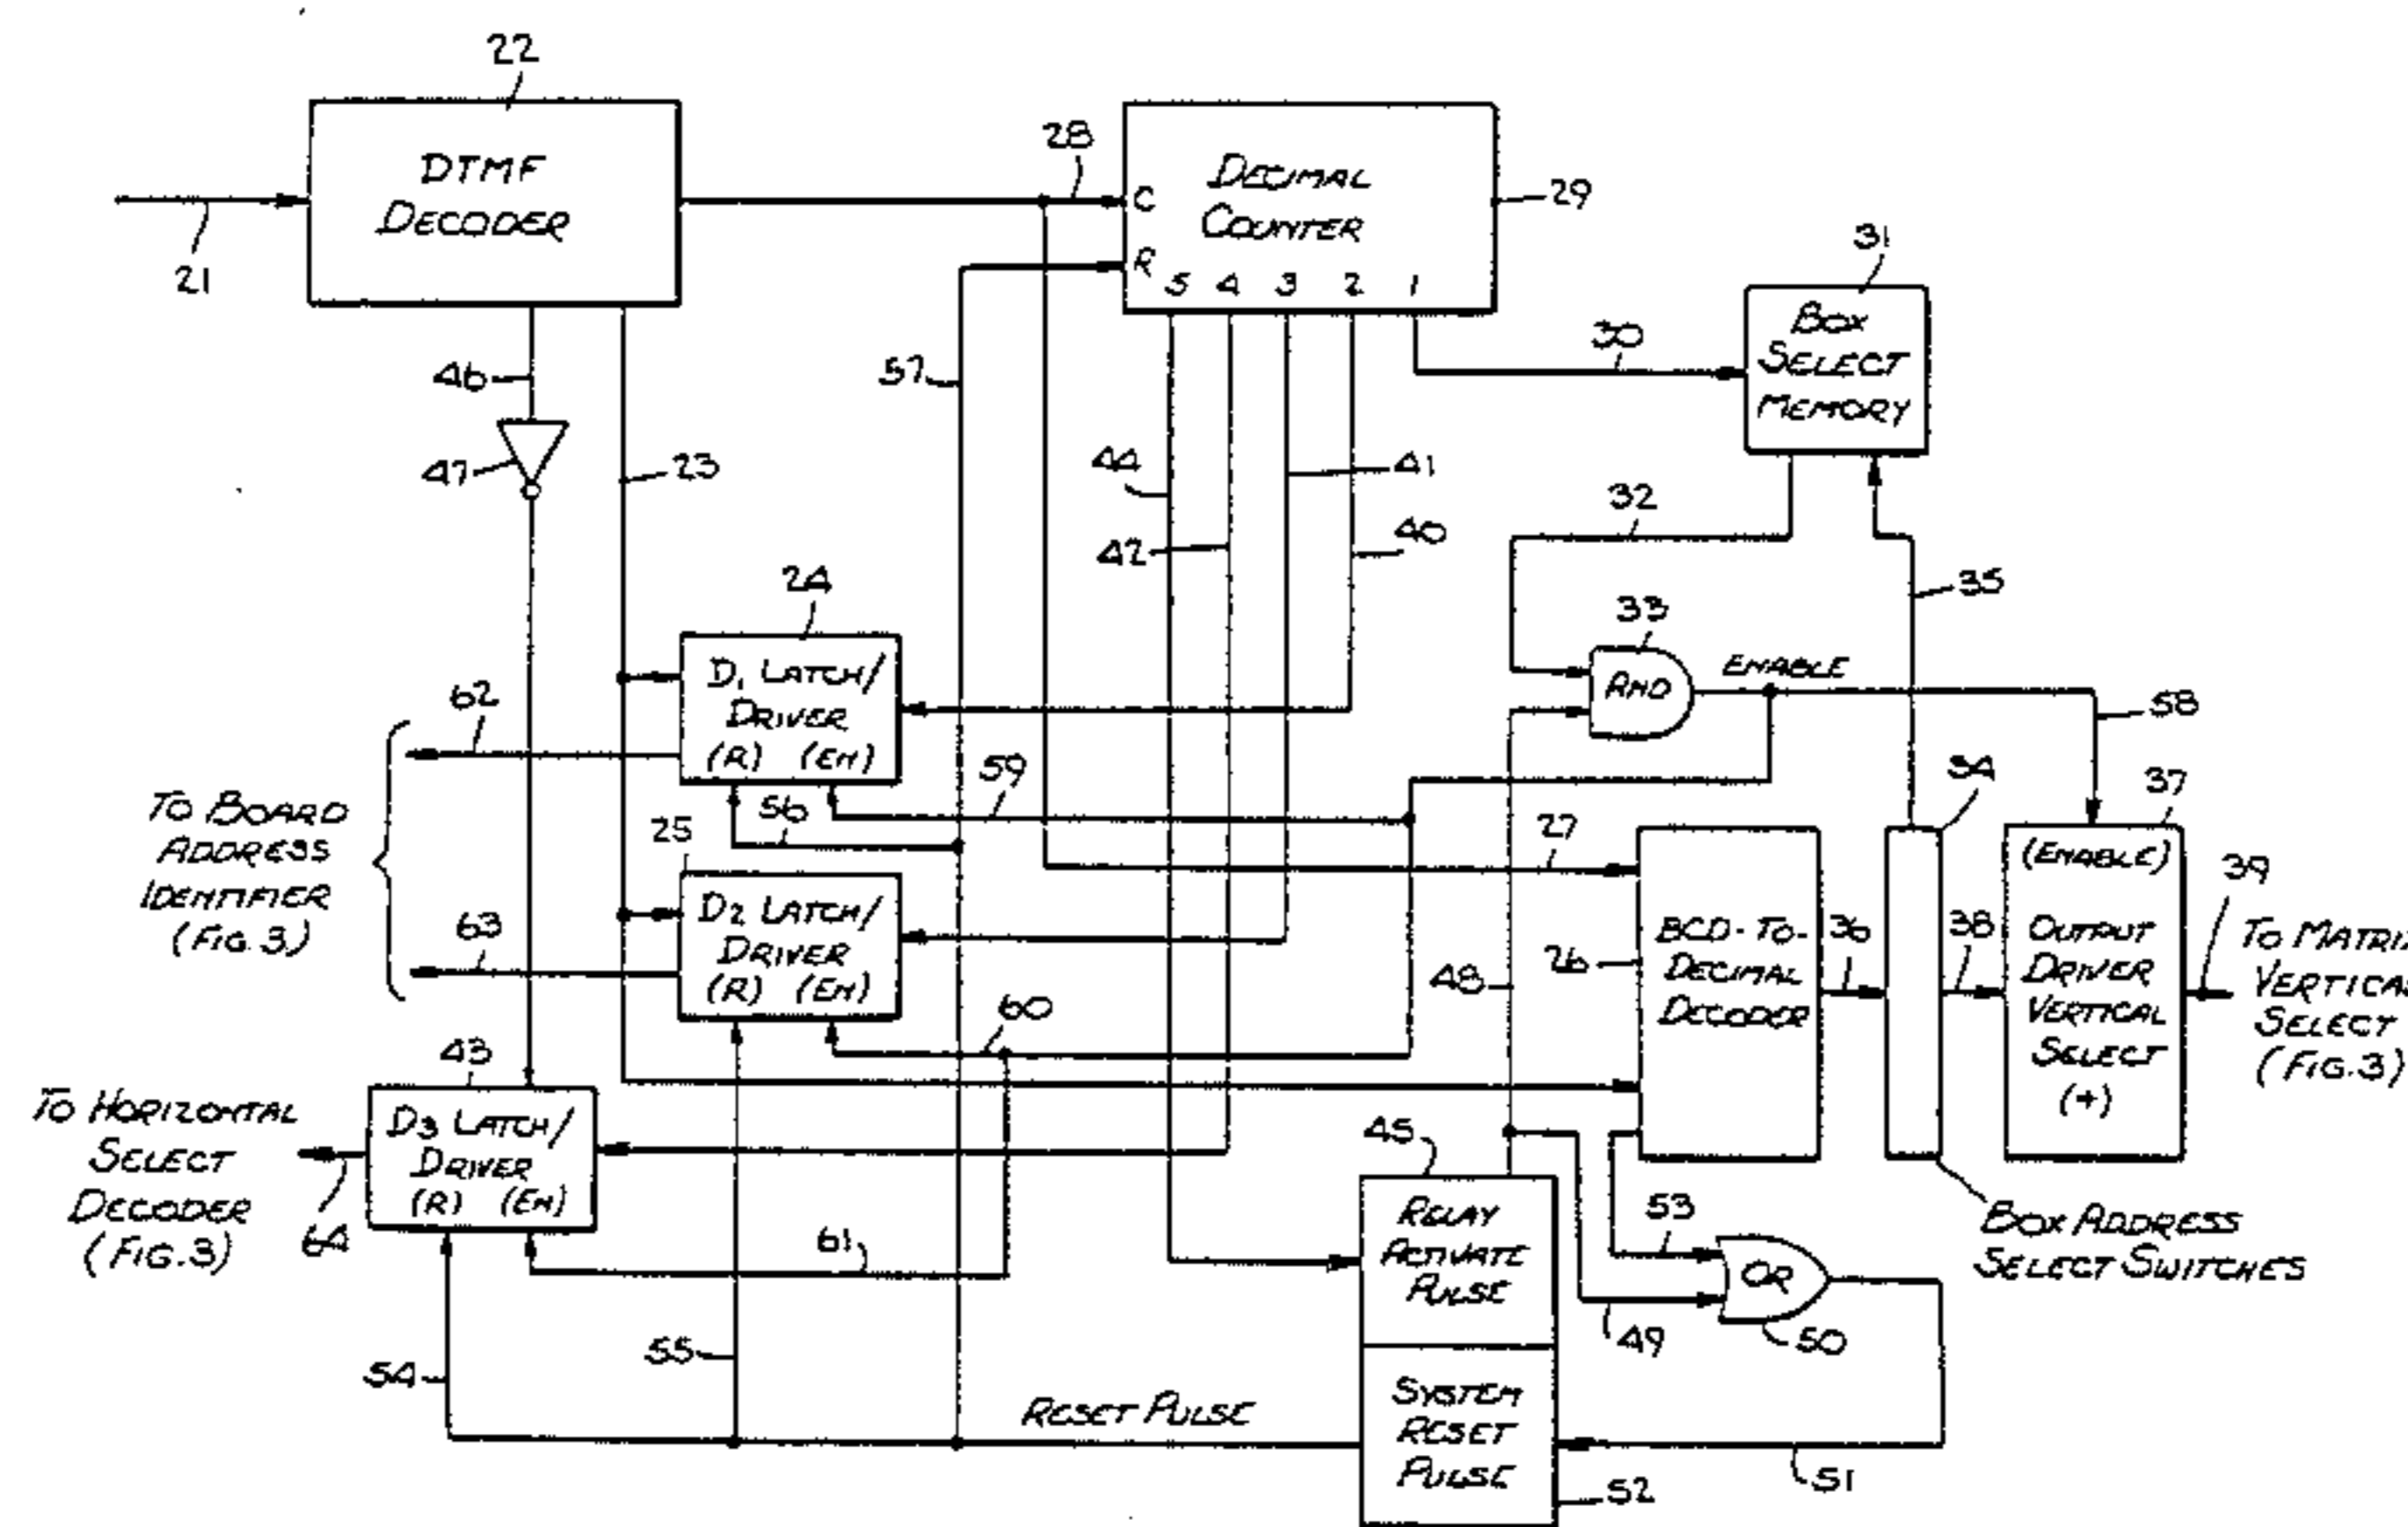 22
DTMF
DECODER
21
28
DECIMAL
COUNTER
C
R
5 4 3 2 1
29
31
BOX
SELECT
MEMORY
30
57
46
47
23
44
42
41
40
32
35
33
AND
ENABLE
58
24
D1 LATCH/
DRIVER
(R) (EN)
62
59
56
TO BOARD
ADDRESS
IDENTIFIER
(FIG. 3)
25
D2 LATCH/
DRIVER
(R) (EN)
63
60
27
34
37
26
BCD-TO-
DECIMAL
DECODER
36
38
(ENABLE)
OUTPUT
DRIVER
VERTICAL
SELECT
(+)
39
TO MATRIX
VERTICAL
SELECT
(FIG. 3)
48
43
D3 LATCH/
DRIVER
(R) (EN)
TO HORIZONTAL
SELECT
DECODER
(FIG. 3)
64
61
45
RELAY
ACTIVATE
PULSE
53
OR
49
50
BOX ADDRESS
SELECT SWITCHES
54
55
RESET PULSE
SYSTEM
RESET
PULSE
52
51